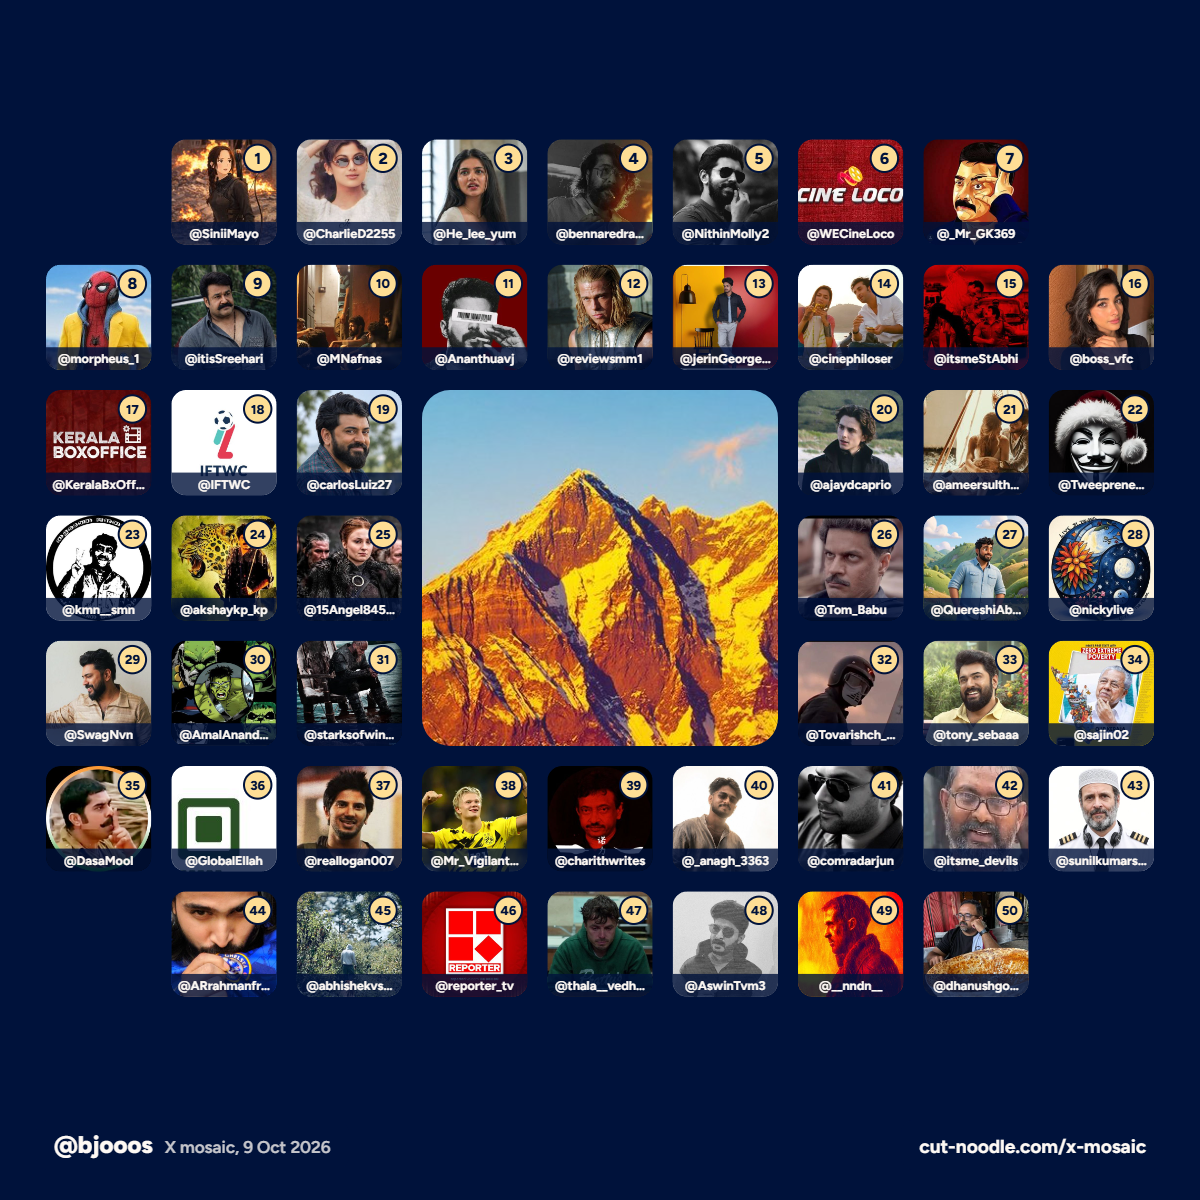 1
@SiniiMayo
2
@CharlieD2255
3
@He_lee_yum
4
@bennaredra...
5
@NithinMolly2
6
CINE LOCO
@WECineLoco
7
@_Mr_GK369
8
@morpheus_1
9
@itisSreehari
10
@MNafnas
11
@Ananthuavj
12
@reviewsmm1
13
@jerinGeorge...
14
@cinephiloser
15
@itsmeStAbhi
16
@boss_vfc
17
KERALA
BOXOFFICE
@KeralaBxOff...
18
IFTWC
@IFTWC
19
@carlosLuiz27
20
@ajaydcaprio
21
@ameersulth...
22
@Tweeprene...
23
@kmn__smn
24
@akshaykp_kp
25
@15Angel845...
26
@Tom_Babu
27
@QuereshiAb...
28
@nickylive
29
@SwagNvn
30
@AmalAnand...
31
@starksofwin...
32
@Tovarishch_...
33
@tony_sebaaa
34
ZERO EXTREME
POVERTY
@sajin02
35
@DasaMool
36
@GlobalEllah
37
@reallogan007
38
@Mr_Vigilant...
39
@charithwrites
40
@_anagh_3363
41
@comradarjun
42
@itsme_devils
43
@sunilkumars...
44
@ARrahmanfr...
45
@abhishekvs...
46
REPORTER
@reporter_tv
47
@thala__vedh...
48
@AswinTvm3
49
@__nndn__
50
@dhanushgo...
@bjooos X mosaic, 9 Oct 2026
cut-noodle.com/x-mosaic